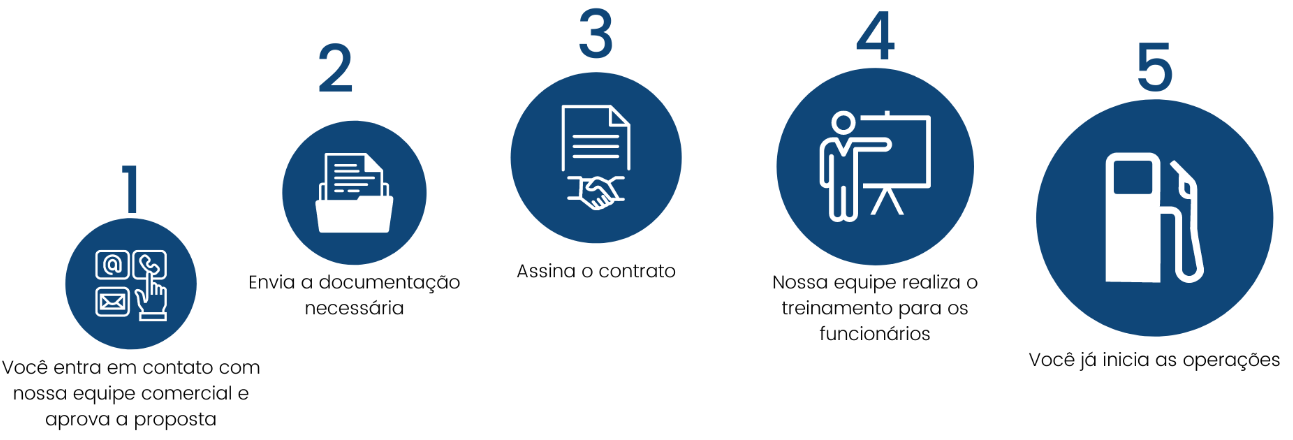 1
Você entra em contato com
nossa equipe comercial e
aprova a proposta
2
Envia a documentação
necessária
3
Assina o contrato
4
Nossa equipe realiza o
treinamento para os
funcionários
5
Você já inicia as operações